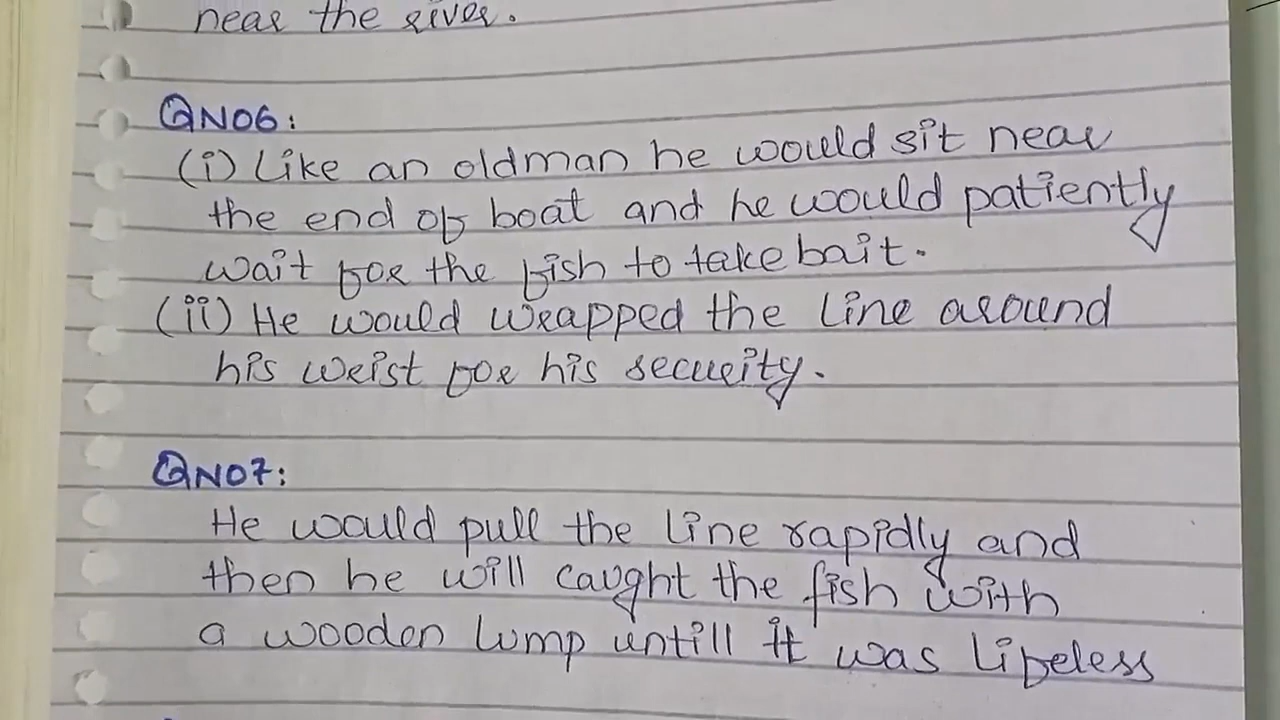 near the river.
QNO6:
(i) Like an oldman he would sit near
the end of boat and he would patiently
wait for the fish to take bait.
(ii) He would wrapped the line around
his weist for his security.
QNO7:
He would pull the line rapidly and
then he will caught the fish with
a wooden lump untill it was lifeless